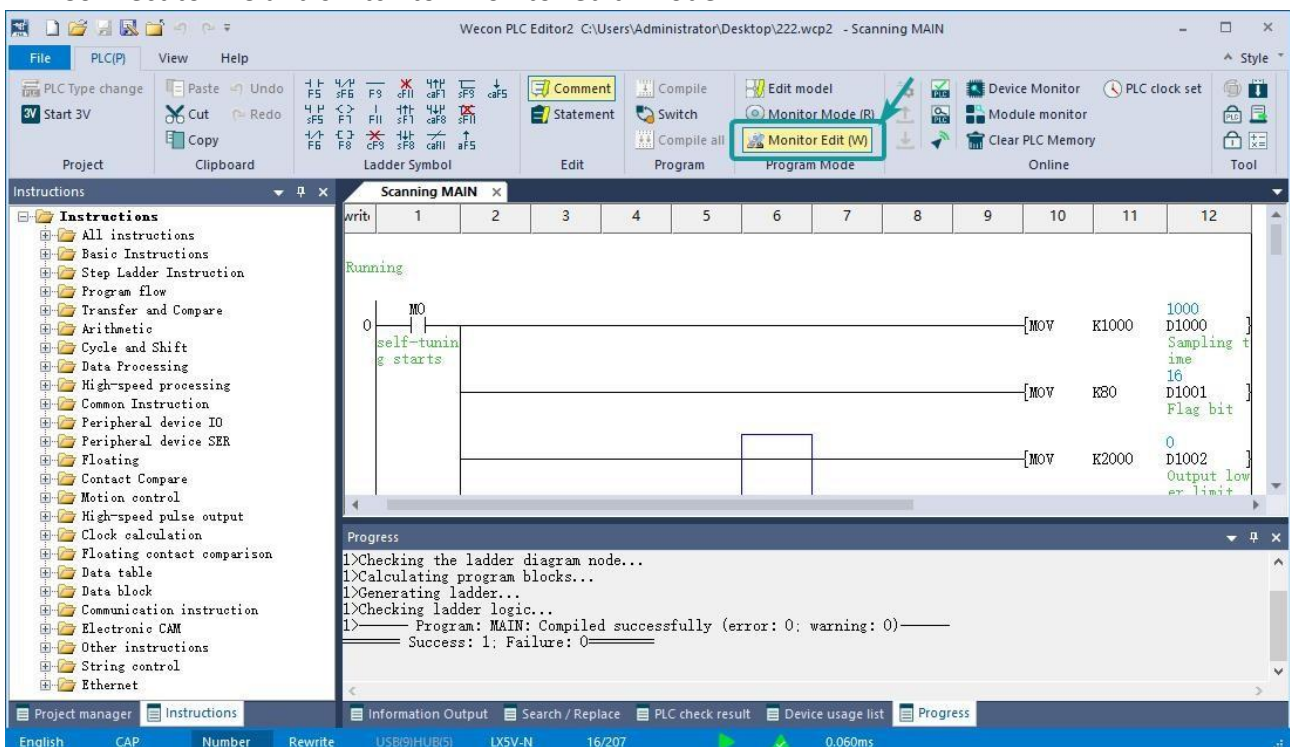 Wecon PLC Editor2 C:\Users\Administrator\Desktop\222.wcp2 - Scanning MAIN
File PLC(P) View Help
Style
PLC Type change
Start 3V
Project
Paste Undo
Cut Redo
Copy
Clipboard
Ladder Symbol
Comment
Statement
Edit
Compile
Switch
Compile all
Program
Edit model
Monitor Mode (R)
Monitor Edit (W)
Program Mode
Device Monitor
PLC clock set
Module monitor
Clear PLC Memory
Online
Tool
Instructions
Instructions
All instructions
Basic Instructions
Step Ladder Instruction
Program flow
Transfer and Compare
Arithmetic
Cycle and Shift
Data Processing
High-speed processing
Common Instruction
Peripheral device IO
Peripheral device SER
Floating
Contact Compare
Motion control
High-speed pulse output
Clock calculation
Floating contact comparison
Data table
Data block
Communication instruction
Electronic CAM
Other instructions
String control
Ethernet
Project manager Instructions
Scanning MAIN
1 2 3 4 5 6 7 8 9 10 11 12
Running
M0
0
self-tunin
g starts
1000
MOV K1000 D1000
Sampling t
ime
16
MOV K80 D1001
Flag bit
0
MOV K2000 D1002
Output low
er limit
Progress
1>Checking the ladder diagram node...
1>Calculating program blocks...
1>Generating ladder...
1>Checking ladder logic...
1>—— Program: MAIN: Compiled successfully (error: 0; warning: 0)——
===== Success: 1; Failure: 0=====
Information Output Search / Replace PLC check result Device usage list Progress
English CAP Number Rewrite USB(9)HUB(5) LX5V-N 16/207 0.060ms